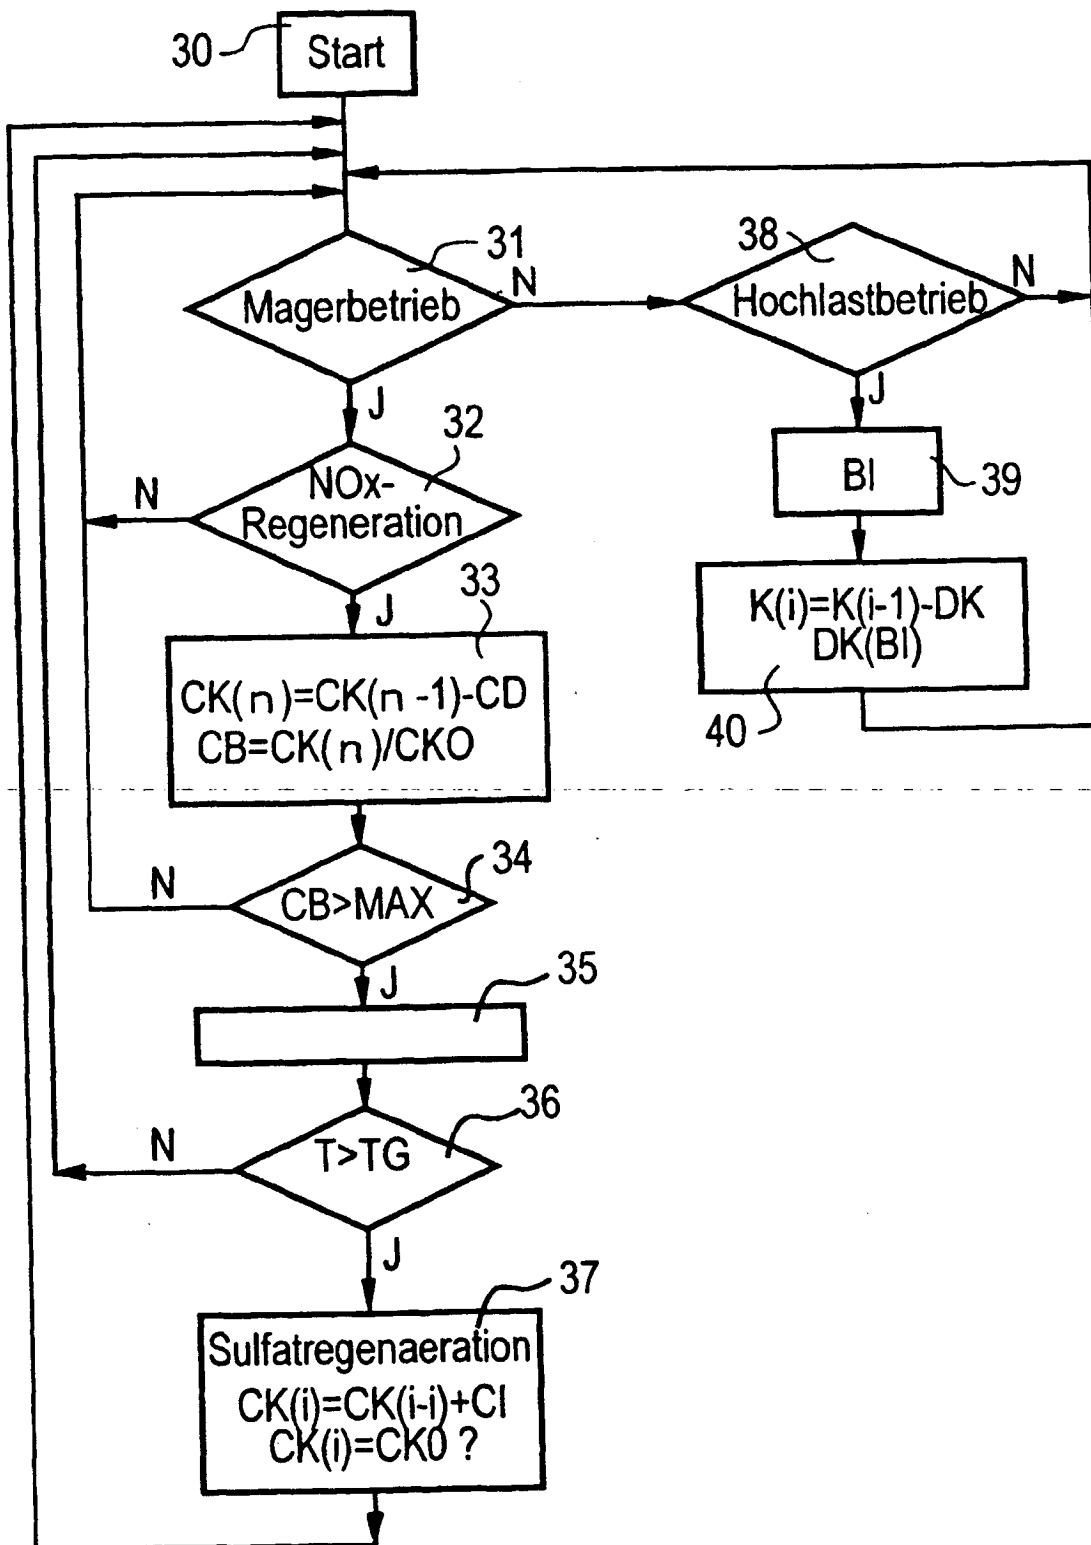 30
Start
31
Magerbetrieb
N
38
Hochlastbetrieb
N
J
J
32
NOx-
Regeneration
N
BI
39
J
33
K(i)=K(i-1)-DK
DK(BI)
40
CK(n)=CK(n-1)-CD
CB=CK(n)/CKO
34
CB>MAX
N
J
35
36
T>TG
N
J
37
Sulfatregenaeration
CK(i)=CK(i-i)+CI
CK(i)=CK0 ?